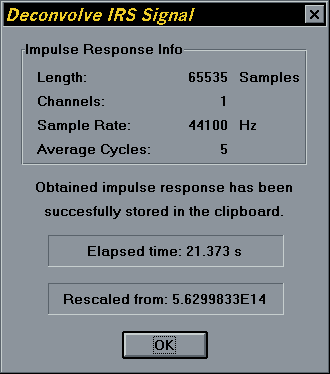 Deconvolve IRS Signal
Impulse Response Info
Length: 65535 Samples
Channels: 1
Sample Rate: 44100 Hz
Average Cycles: 5
Obtained impulse response has been
succesfully stored in the clipboard.
Elapsed time: 21.373 s
Rescaled from: 5.6299833E14
OK